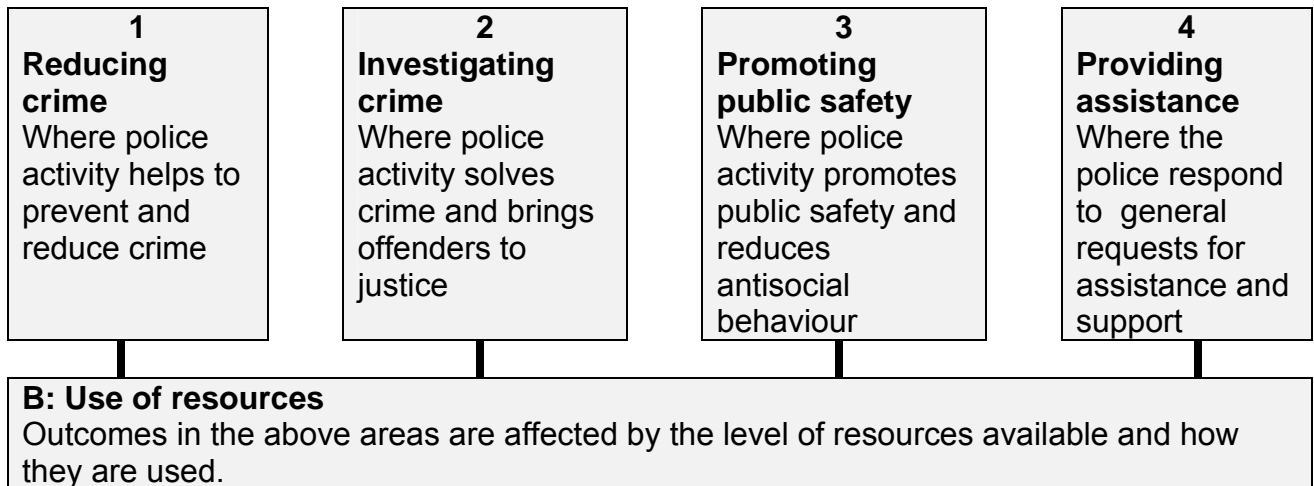 1
Reducing
crime
Where police
activity helps to
prevent and
reduce crime
2
Investigating
crime
Where police
activity solves
crime and brings
offenders to
justice
3
Promoting
public safety
Where police
activity promotes
public safety and
reduces
antisocial
behaviour
4
Providing
assistance
Where the
police respond
to general
requests for
assistance and
support
B: Use of resources
Outcomes in the above areas are affected by the level of resources available and how
they are used.